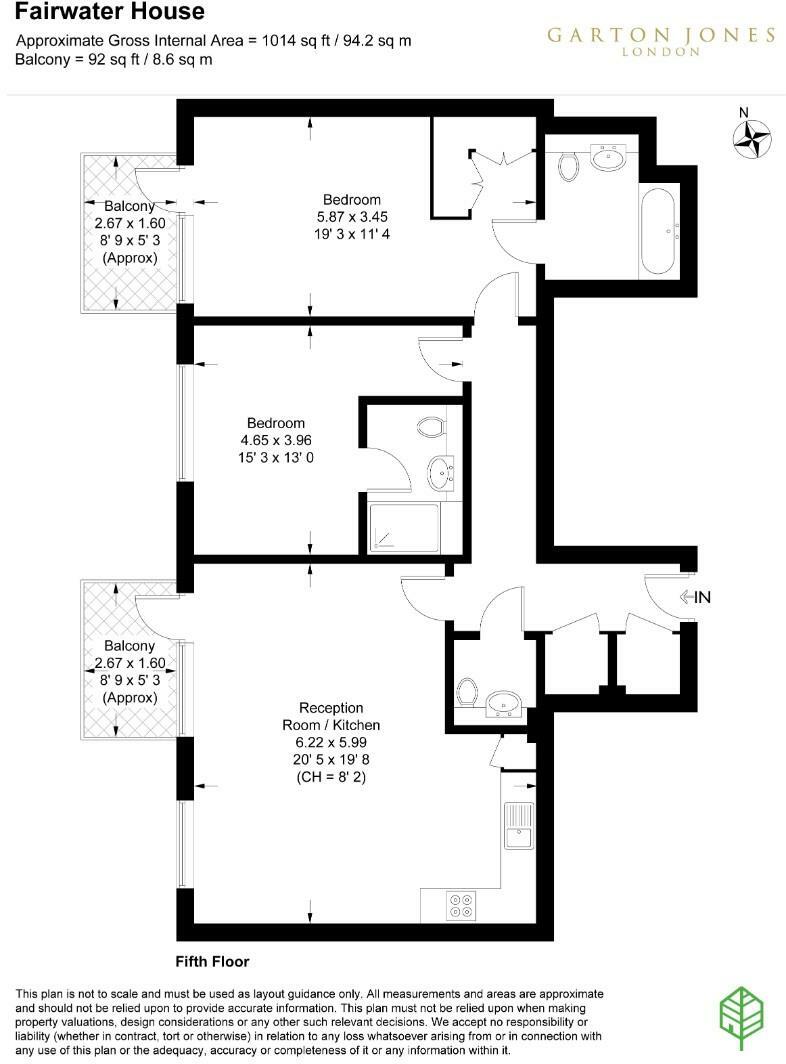 Fairwater House
Approximate Gross Internal Area = 1014 sq ft / 94.2 sq m
Balcony = 92 sq ft / 8.6 sq m
GARTON JONES
LONDON
N
Bedroom
5.87 x 3.45
19' 3 x 11' 4
Balcony
2.67 x 1.60
8' 9 x 5' 3
(Approx)
Bedroom
4.65 x 3.96
15' 3 x 13' 0
IN
Balcony
2.67 x 1.60
8' 9 x 5' 3
(Approx)
Reception
Room / Kitchen
6.22 x 5.99
20' 5 x 19' 8
(CH = 8' 2)
Fifth Floor
This plan is not to scale and must be used as layout guidance only. All measurements and areas are approximate
and should not be relied upon to provide accurate information. This plan must not be relied upon when making
property valuations, design considerations or any other such relevant decisions. We accept no responsibility or
liability (whether in contract, tort or otherwise) in relation to any loss whatsoever arising from or in connection with
any use of this plan or the adequacy, accuracy or completeness of it or any information within it.